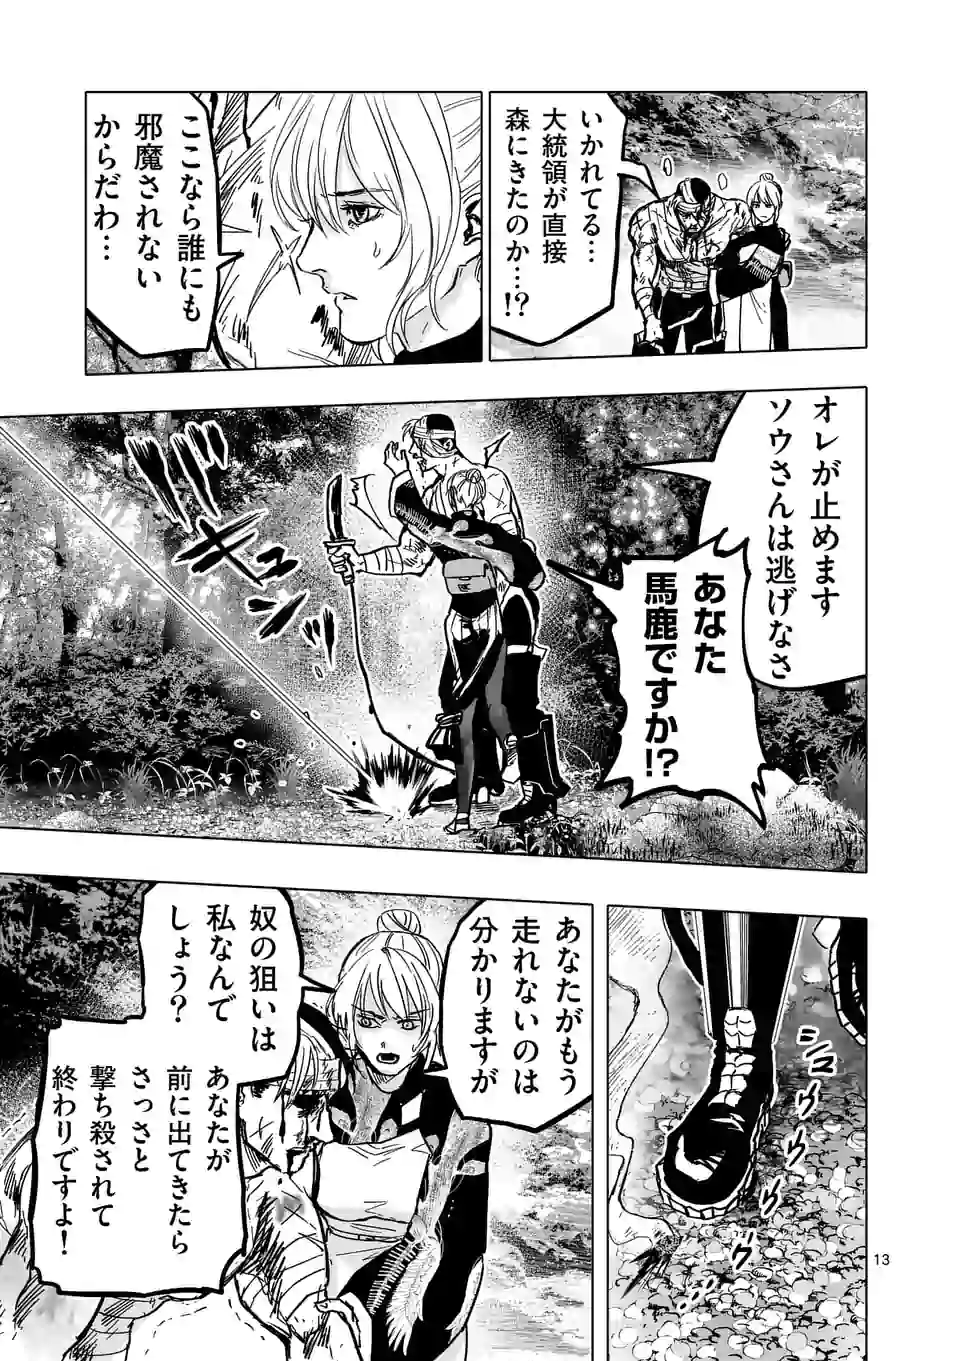 いかれてる…
大統領が直接
森にきたのか…!?
ここなら誰にも
邪魔されない
からだわ…
オレが止めます
ソウさんは逃げなさ
あなた
馬鹿ですか!?
ドギュン
ジュルル
あなたがもう
走れないのは
分かりますが
奴の狙いは
私なんで
しょう?
あなたが
前に出てきたら
さっさと
撃ち殺されて
終わりですよ!
13